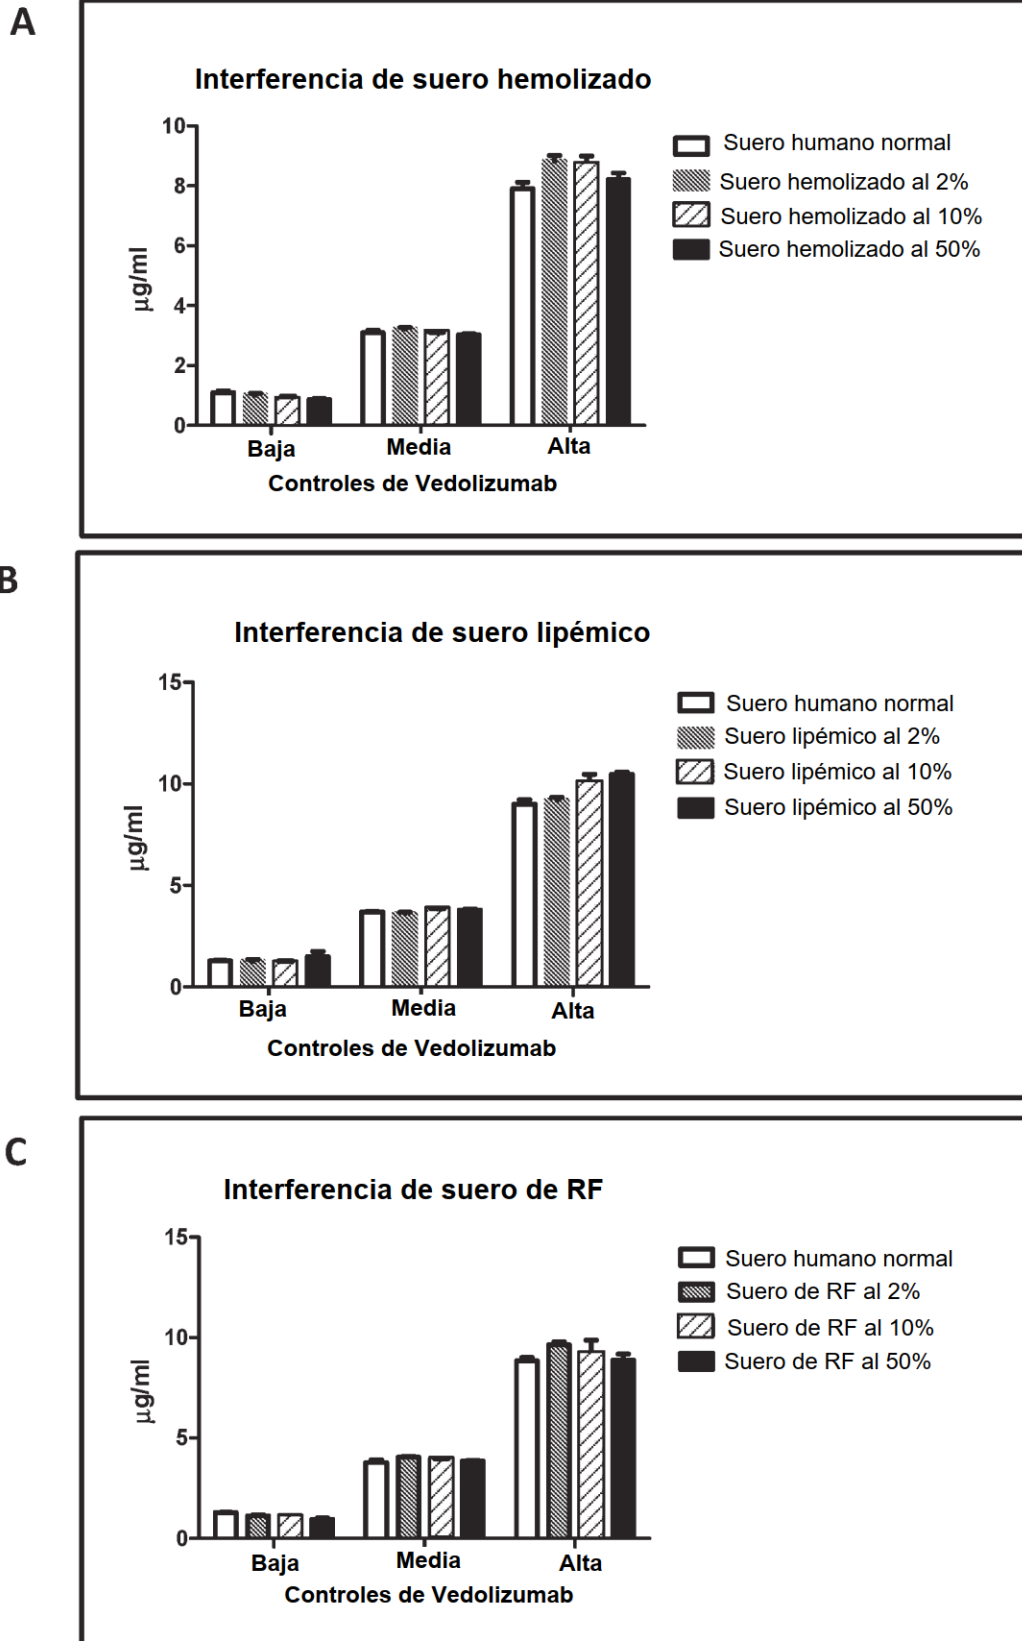 A
Interferencia de suero hemolizado
10
8
6
4
2
0
µg/ml
Suero humano normal
Suero hemolizado al 2%
Suero hemolizado al 10%
Suero hemolizado al 50%
Baja Media Alta
Controles de Vedolizumab
B
Interferencia de suero lipémico
15
10
5
0
µg/ml
Suero humano normal
Suero lipémico al 2%
Suero lipémico al 10%
Suero lipémico al 50%
Baja Media Alta
Controles de Vedolizumab
C
Interferencia de suero de RF
15
10
5
0
µg/ml
Suero humano normal
Suero de RF al 2%
Suero de RF al 10%
Suero de RF al 50%
Baja Media Alta
Controles de Vedolizumab